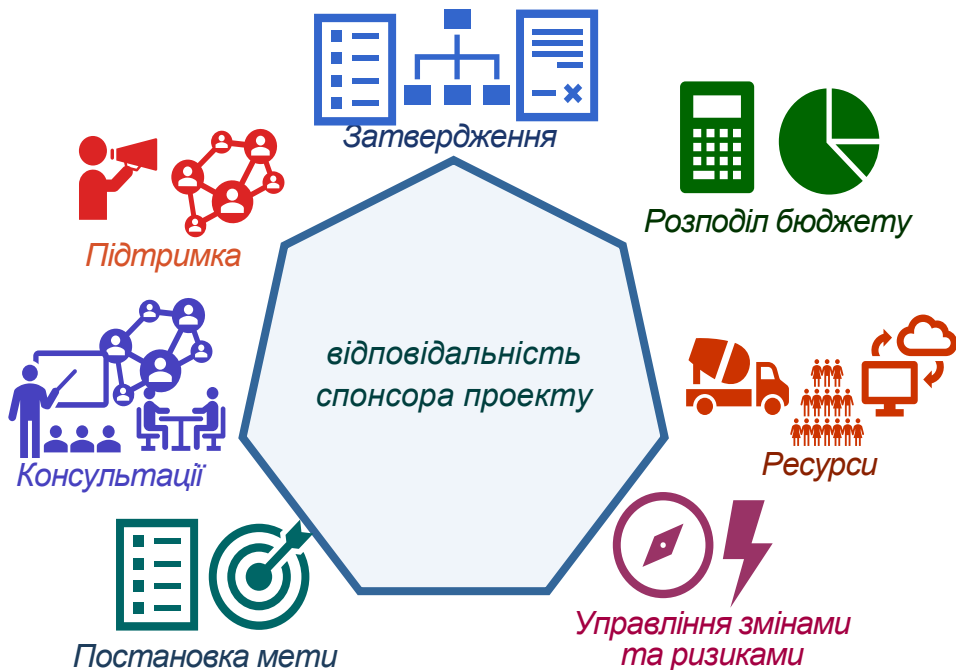 Затвердження
Розподіл бюджету
Підтримка
відповідальність
спонсора проекту
Ресурси
Консультації
Управління змінами
та ризиками
Постановка мети